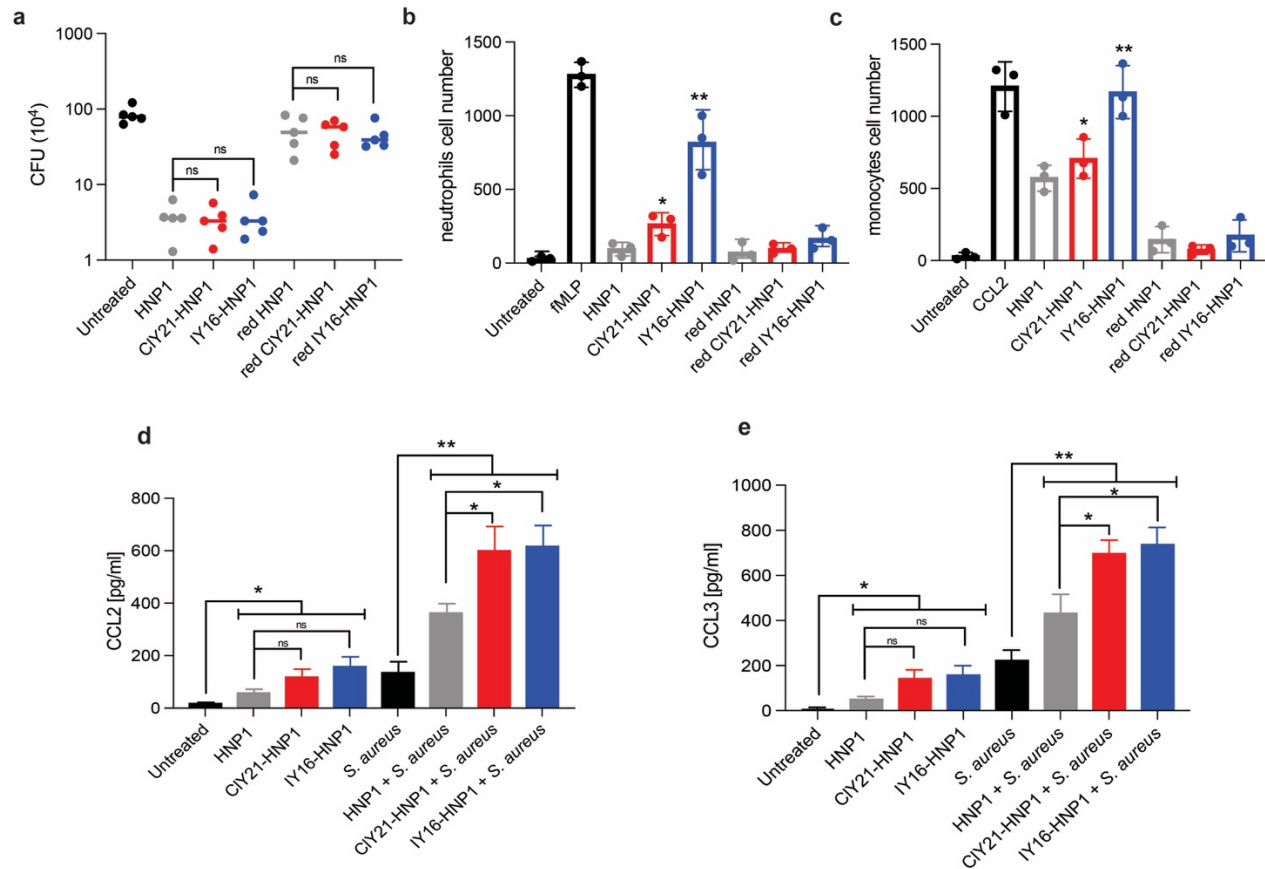 a
CFU (10⁴)
1000
100
10
1
ns
ns
ns
ns
Untreated
HNP1
ClY21-HNP1
IY16-HNP1
red HNP1
red ClY21-HNP1
red IY16-HNP1
b
neutrophils cell number
1500
1000
500
0
*
**
Untreated
fMLP
HNP1
ClY21-HNP1
IY16-HNP1
red HNP1
red ClY21-HNP1
red IY16-HNP1
c
monocytes cell number
1500
1000
500
0
*
**
Untreated
CCL2
HNP1
ClY21-HNP1
IY16-HNP1
red HNP1
red ClY21-HNP1
red IY16-HNP1
d
CCL2 [pg/ml]
800
600
400
200
0
*
ns
ns
**
*
*
Untreated
HNP1
ClY21-HNP1
IY16-HNP1
S. aureus
HNP1 + S. aureus
ClY21-HNP1 + S. aureus
IY16-HNP1 + S. aureus
e
CCL3 [pg/ml]
1000
800
600
400
200
0
*
ns
ns
**
*
*
Untreated
HNP1
ClY21-HNP1
IY16-HNP1
S. aureus
HNP1 + S. aureus
ClY21-HNP1 + S. aureus
IY16-HNP1 + S. aureus